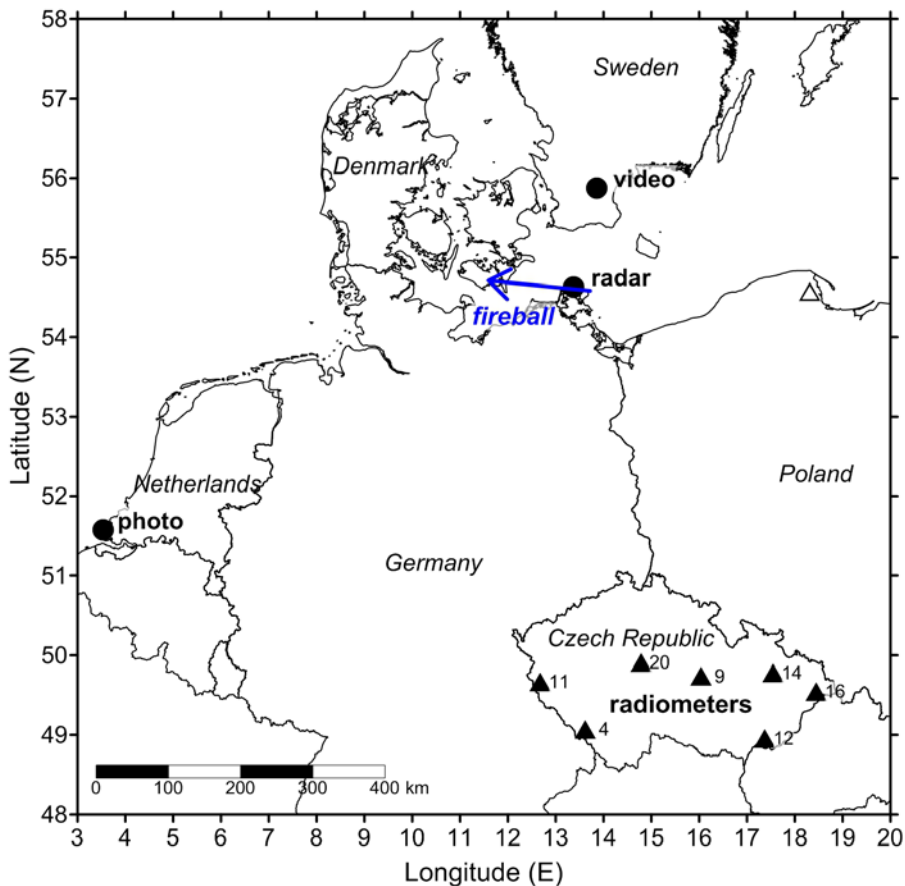 58
57
56
55
54
53
52
51
50
49
48
Latitude (N)
Sweden
Denmark
video
radar
fireball
Poland
Netherlands
photo
Germany
Czech Republic
20
14
11
9
16
radiometers
4
12
0 100 200 300 400 km
3 4 5 6 7 8 9 10 11 12 13 14 15 16 17 18 19 20
Longitude (E)